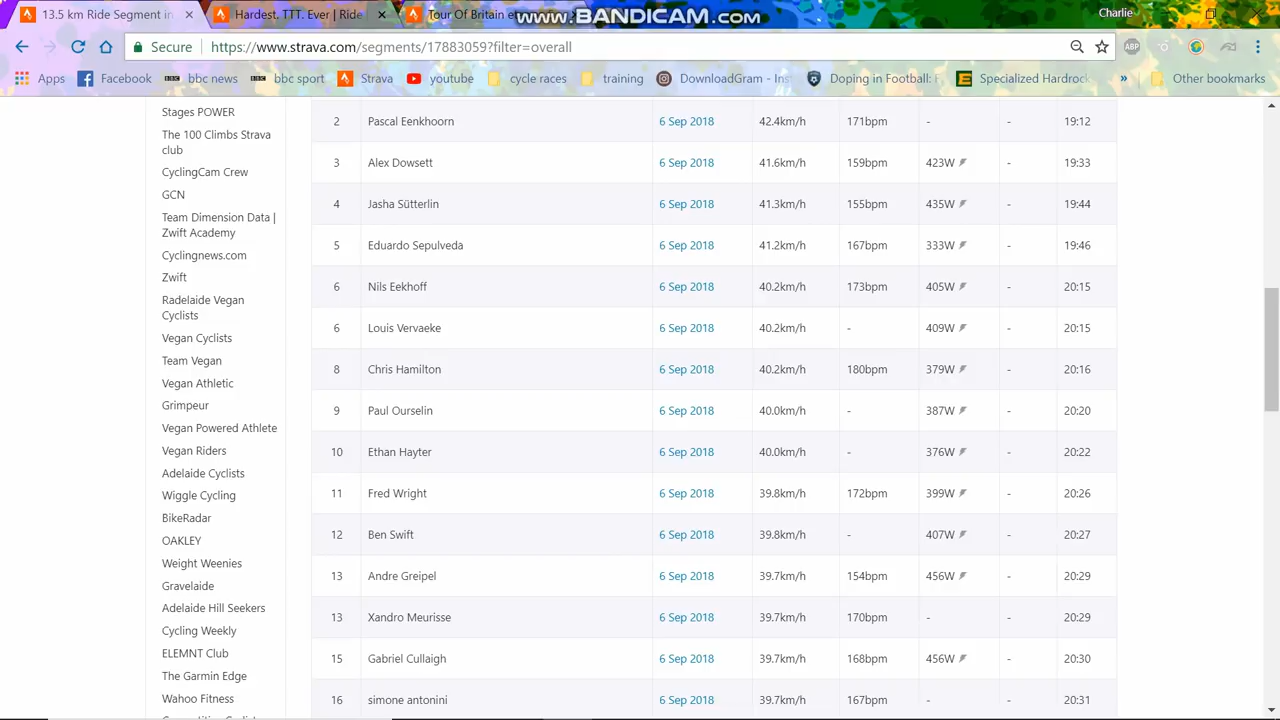 13.5 km Ride Segment in
Hardest. TTT. Ever | Ride
Tour Of Britain et
www.BANDICAM.com
Charlie
Secure
https://www.strava.com/segments/17883059?filter=overall
ABP
Apps
Facebook
bbc news
bbc sport
Strava
youtube
cycle races
training
DownloadGram - Ins
Doping in Football: F
Specialized Hardrock
»
Other bookmarks
Stages POWER
The 100 Climbs Strava
club
CyclingCam Crew
GCN
Team Dimension Data |
Zwift Academy
Cyclingnews.com
Zwift
Radelaide Vegan
Cyclists
Vegan Cyclists
Team Vegan
Vegan Athletic
Grimpeur
Vegan Powered Athlete
Vegan Riders
Adelaide Cyclists
Wiggle Cycling
BikeRadar
OAKLEY
Weight Weenies
Gravelaide
Adelaide Hill Seekers
Cycling Weekly
ELEMNT Club
The Garmin Edge
Wahoo Fitness
2 Pascal Eenkhoorn 6 Sep 2018 42.4km/h 171bpm - - 19:12
3 Alex Dowsett 6 Sep 2018 41.6km/h 159bpm 423W - 19:33
4 Jasha Sütterlin 6 Sep 2018 41.3km/h 155bpm 435W - 19:44
5 Eduardo Sepulveda 6 Sep 2018 41.2km/h 167bpm 333W - 19:46
6 Nils Eekhoff 6 Sep 2018 40.2km/h 173bpm 405W - 20:15
6 Louis Vervaeke 6 Sep 2018 40.2km/h - 409W - 20:15
8 Chris Hamilton 6 Sep 2018 40.2km/h 180bpm 379W - 20:16
9 Paul Ourselin 6 Sep 2018 40.0km/h - 387W - 20:20
10 Ethan Hayter 6 Sep 2018 40.0km/h - 376W - 20:22
11 Fred Wright 6 Sep 2018 39.8km/h 172bpm 399W - 20:26
12 Ben Swift 6 Sep 2018 39.8km/h - 407W - 20:27
13 Andre Greipel 6 Sep 2018 39.7km/h 154bpm 456W - 20:29
13 Xandro Meurisse 6 Sep 2018 39.7km/h 170bpm - - 20:29
15 Gabriel Cullaigh 6 Sep 2018 39.7km/h 168bpm 456W - 20:30
16 simone antonini 6 Sep 2018 39.7km/h 167bpm - - 20:31